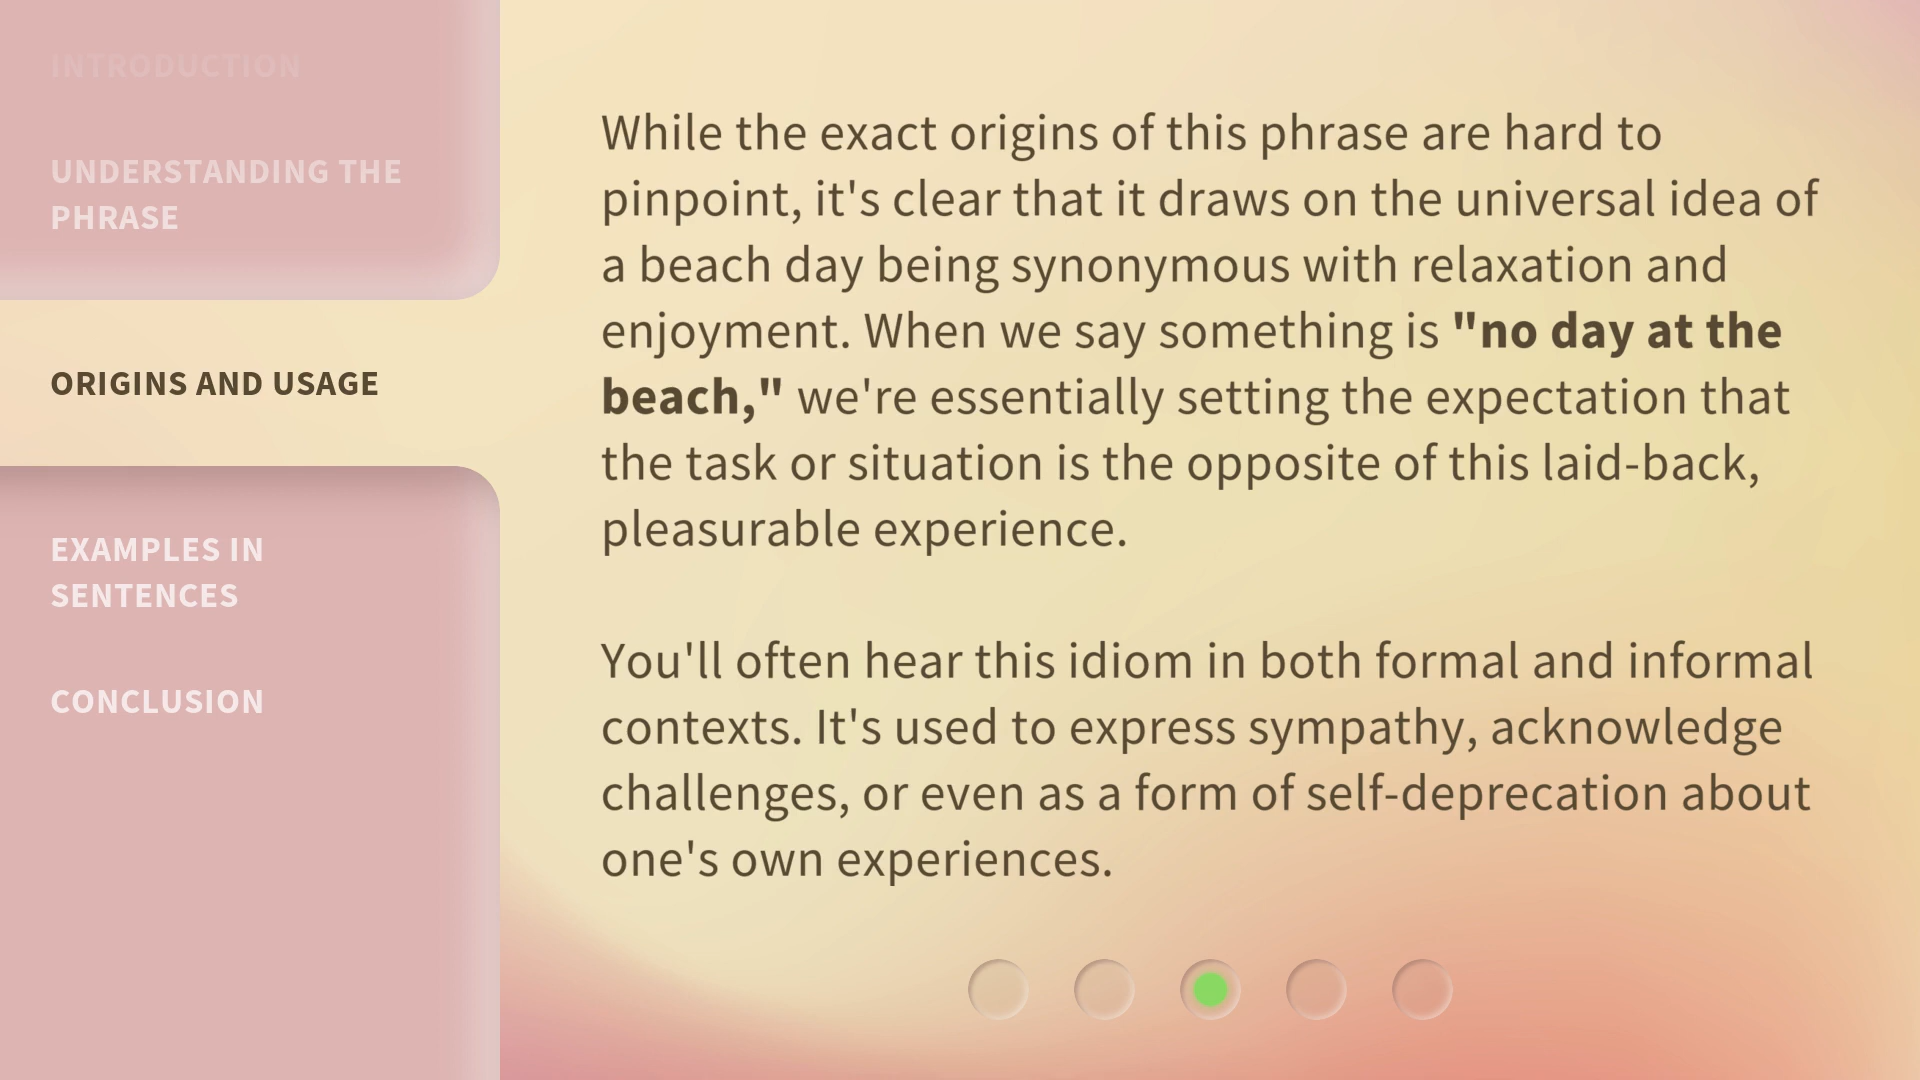 INTRODUCTION
UNDERSTANDING THE
PHRASE
ORIGINS AND USAGE
EXAMPLES IN
SENTENCES
CONCLUSION
While the exact origins of this phrase are hard to
pinpoint, it's clear that it draws on the universal idea of
a beach day being synonymous with relaxation and
enjoyment. When we say something is "no day at the
beach," we're essentially setting the expectation that
the task or situation is the opposite of this laid-back,
pleasurable experience.
You'll often hear this idiom in both formal and informal
contexts. It's used to express sympathy, acknowledge
challenges, or even as a form of self-deprecation about
one's own experiences.